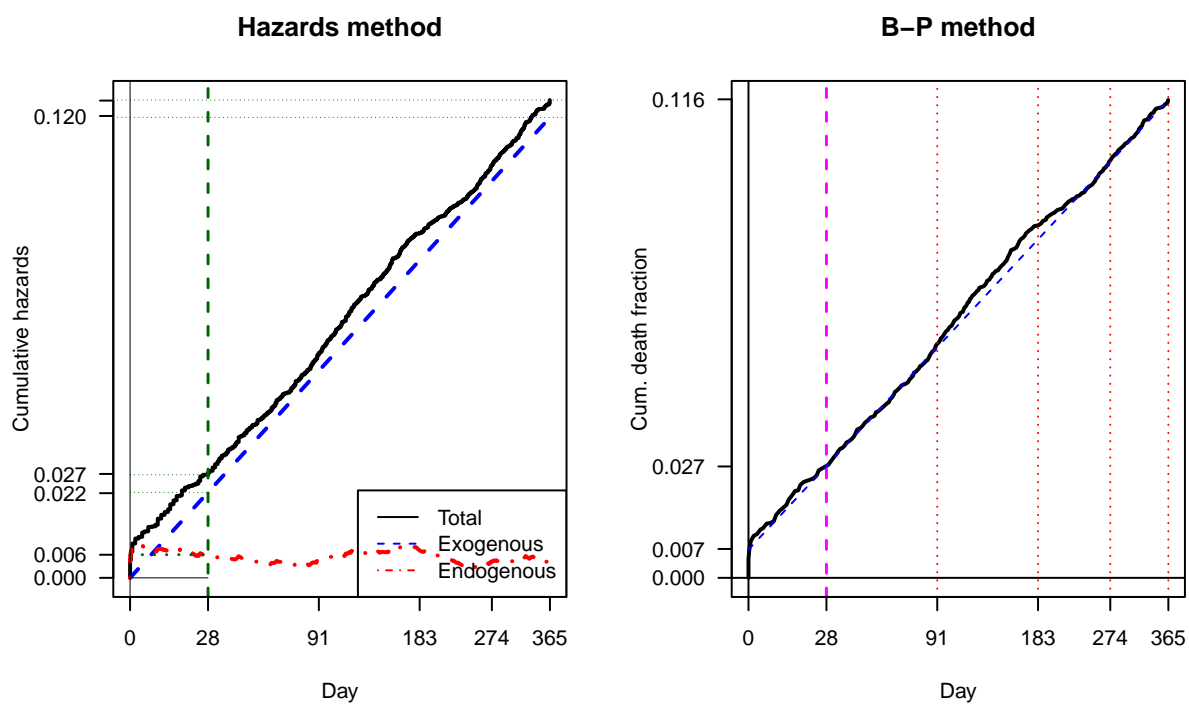 Hazards method
Cumulative hazards
0.120
0.027
0.022
0.006
0.000
Total
Exogenous
Endogenous
0 28 91 183 274 365
Day
B−P method
Cum. death fraction
0.116
0.027
0.007
0.000
0 28 91 183 274 365
Day